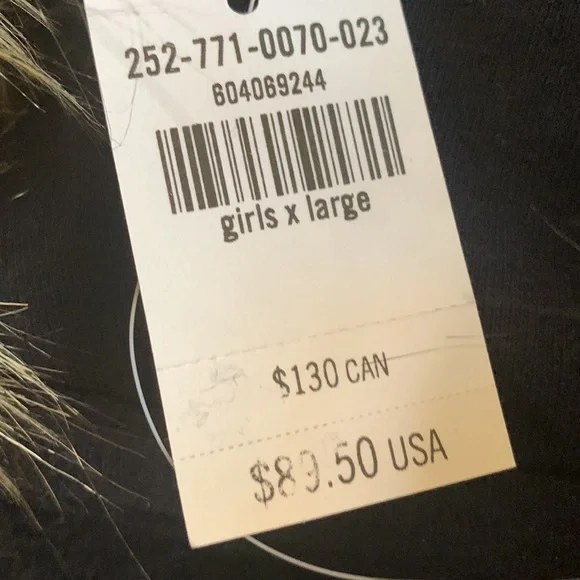 252-771-0070-023
604069244
girls x large
$130 CAN
$89.50 USA